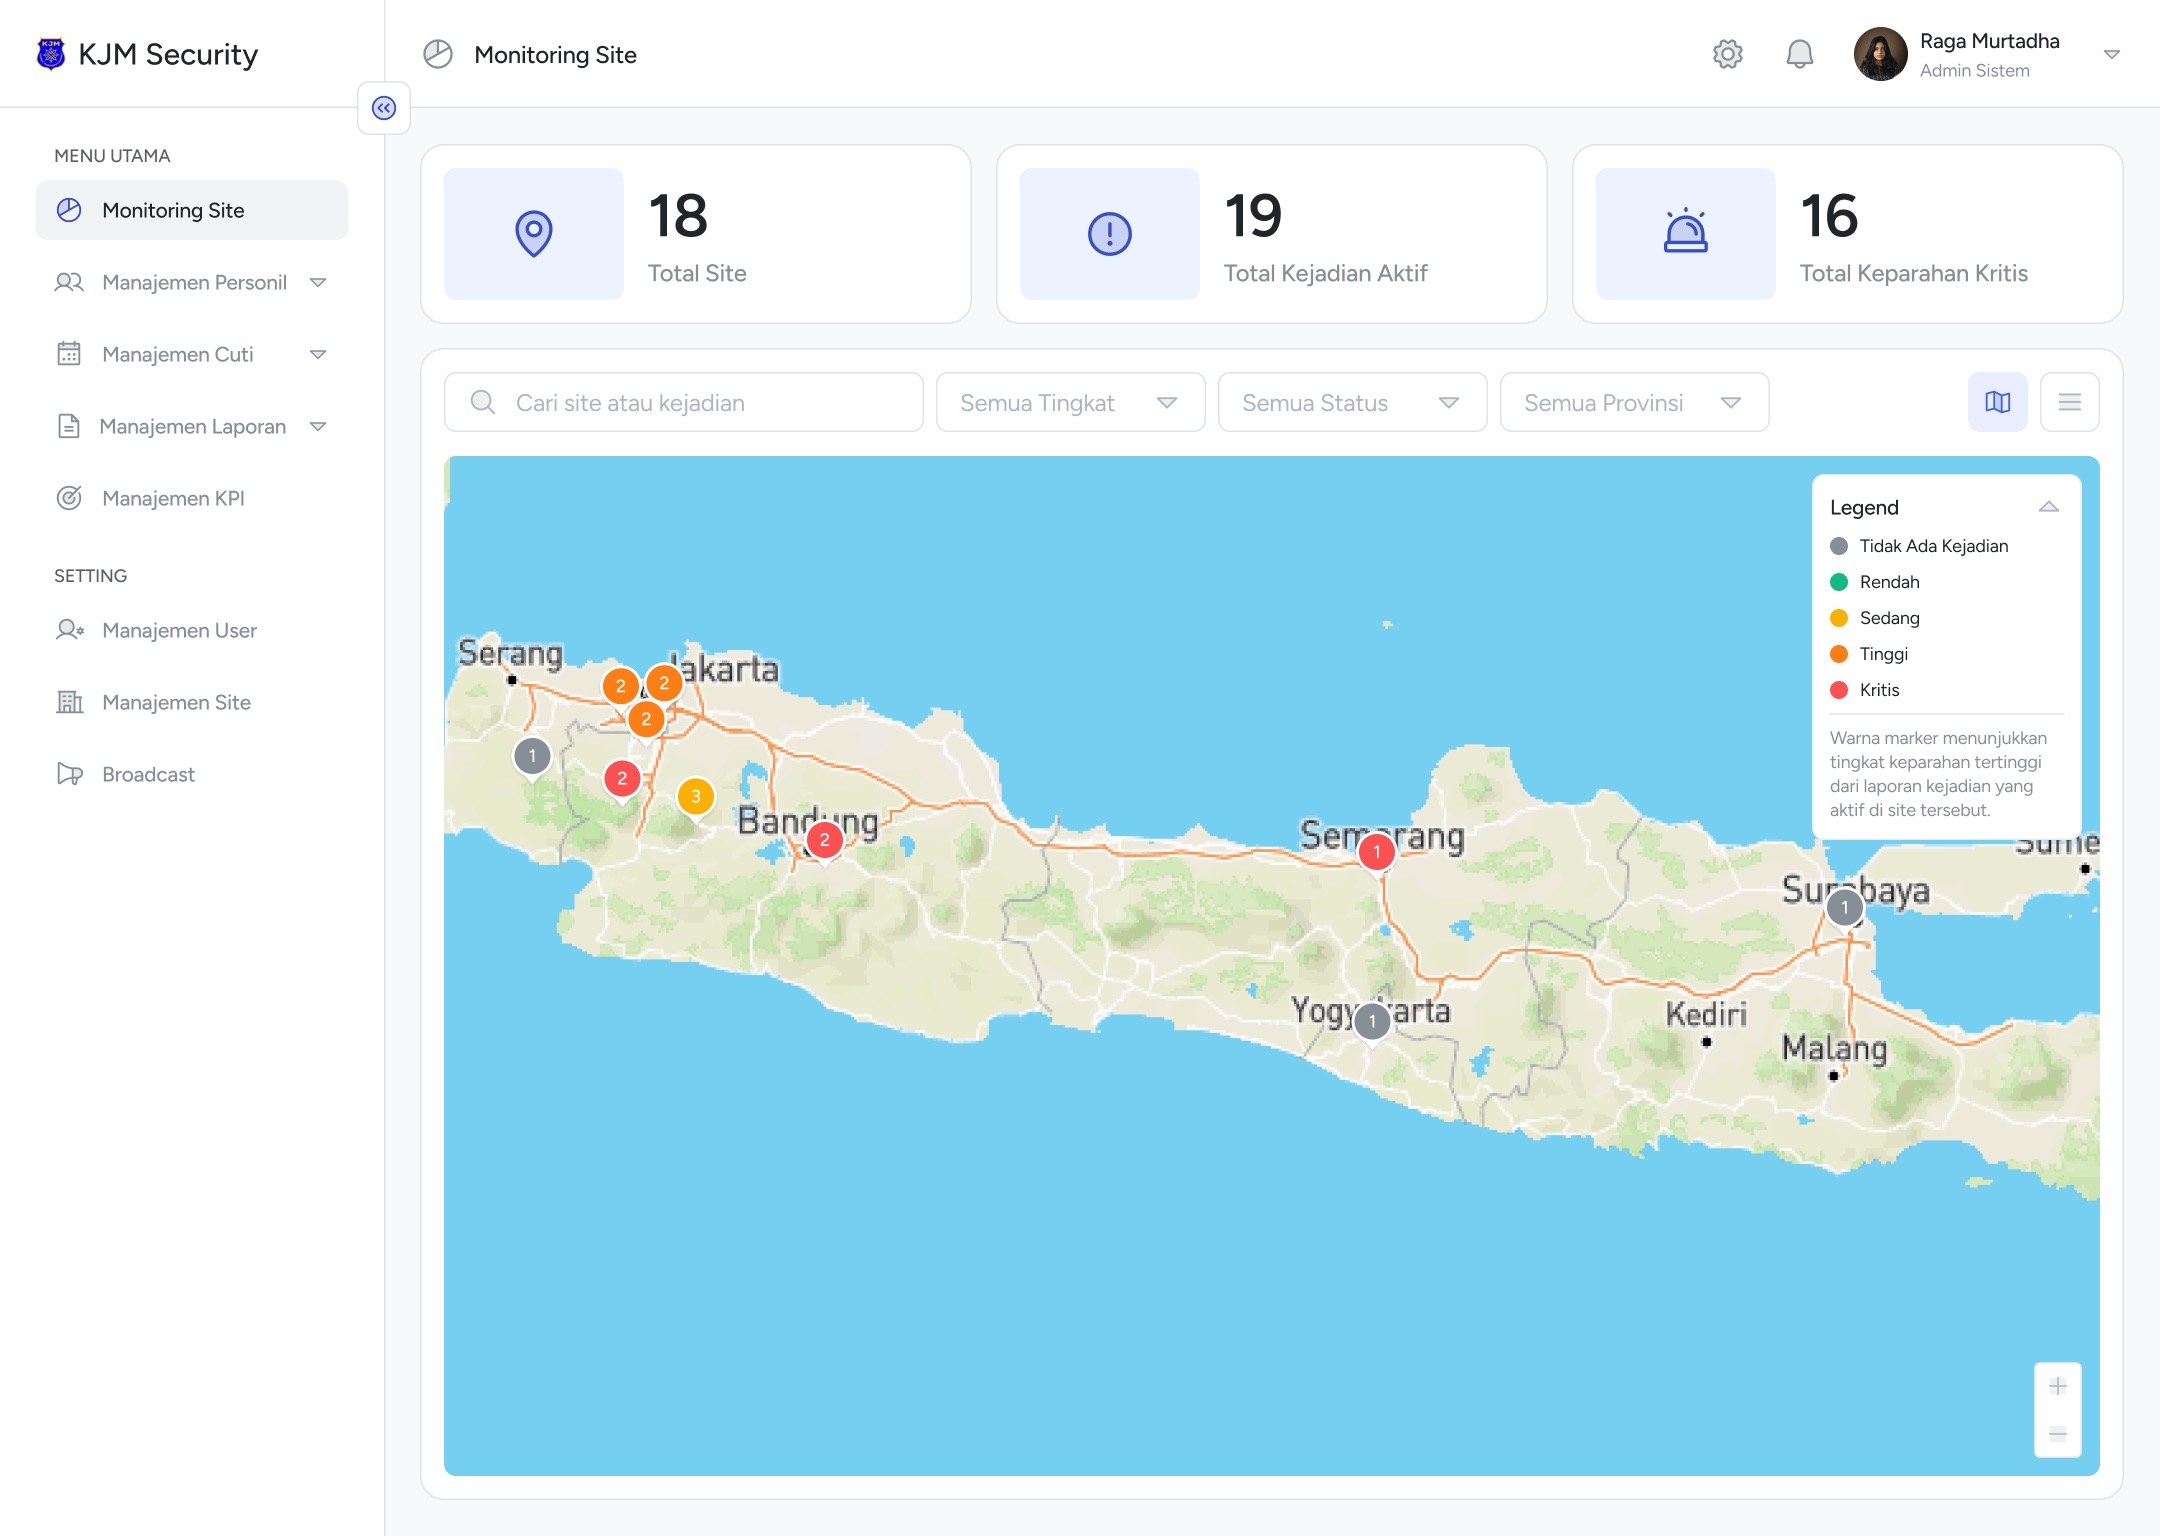 KJM
KJM Security
Monitoring Site
Raga Murtadha
Admin Sistem
MENU UTAMA
Monitoring Site
Manajemen Personil
Manajemen Cuti
Manajemen Laporan
Manajemen KPI
SETTING
Manajemen User
Manajemen Site
Broadcast
18
Total Site
19
Total Kejadian Aktif
16
Total Keparahan Kritis
Cari site atau kejadian
Semua Tingkat
Semua Status
Semua Provinsi
Legend
Tidak Ada Kejadian
Rendah
Sedang
Tinggi
Kritis
Warna marker menunjukkan
tingkat keparahan tertinggi
dari laporan kejadian yang
aktif di site tersebut.
Serang
Jakarta
2
2
2
1
2
3
Bandung
2
Semarang
1
Sume
Surabaya
1
Yogyakarta
1
Kediri
Malang